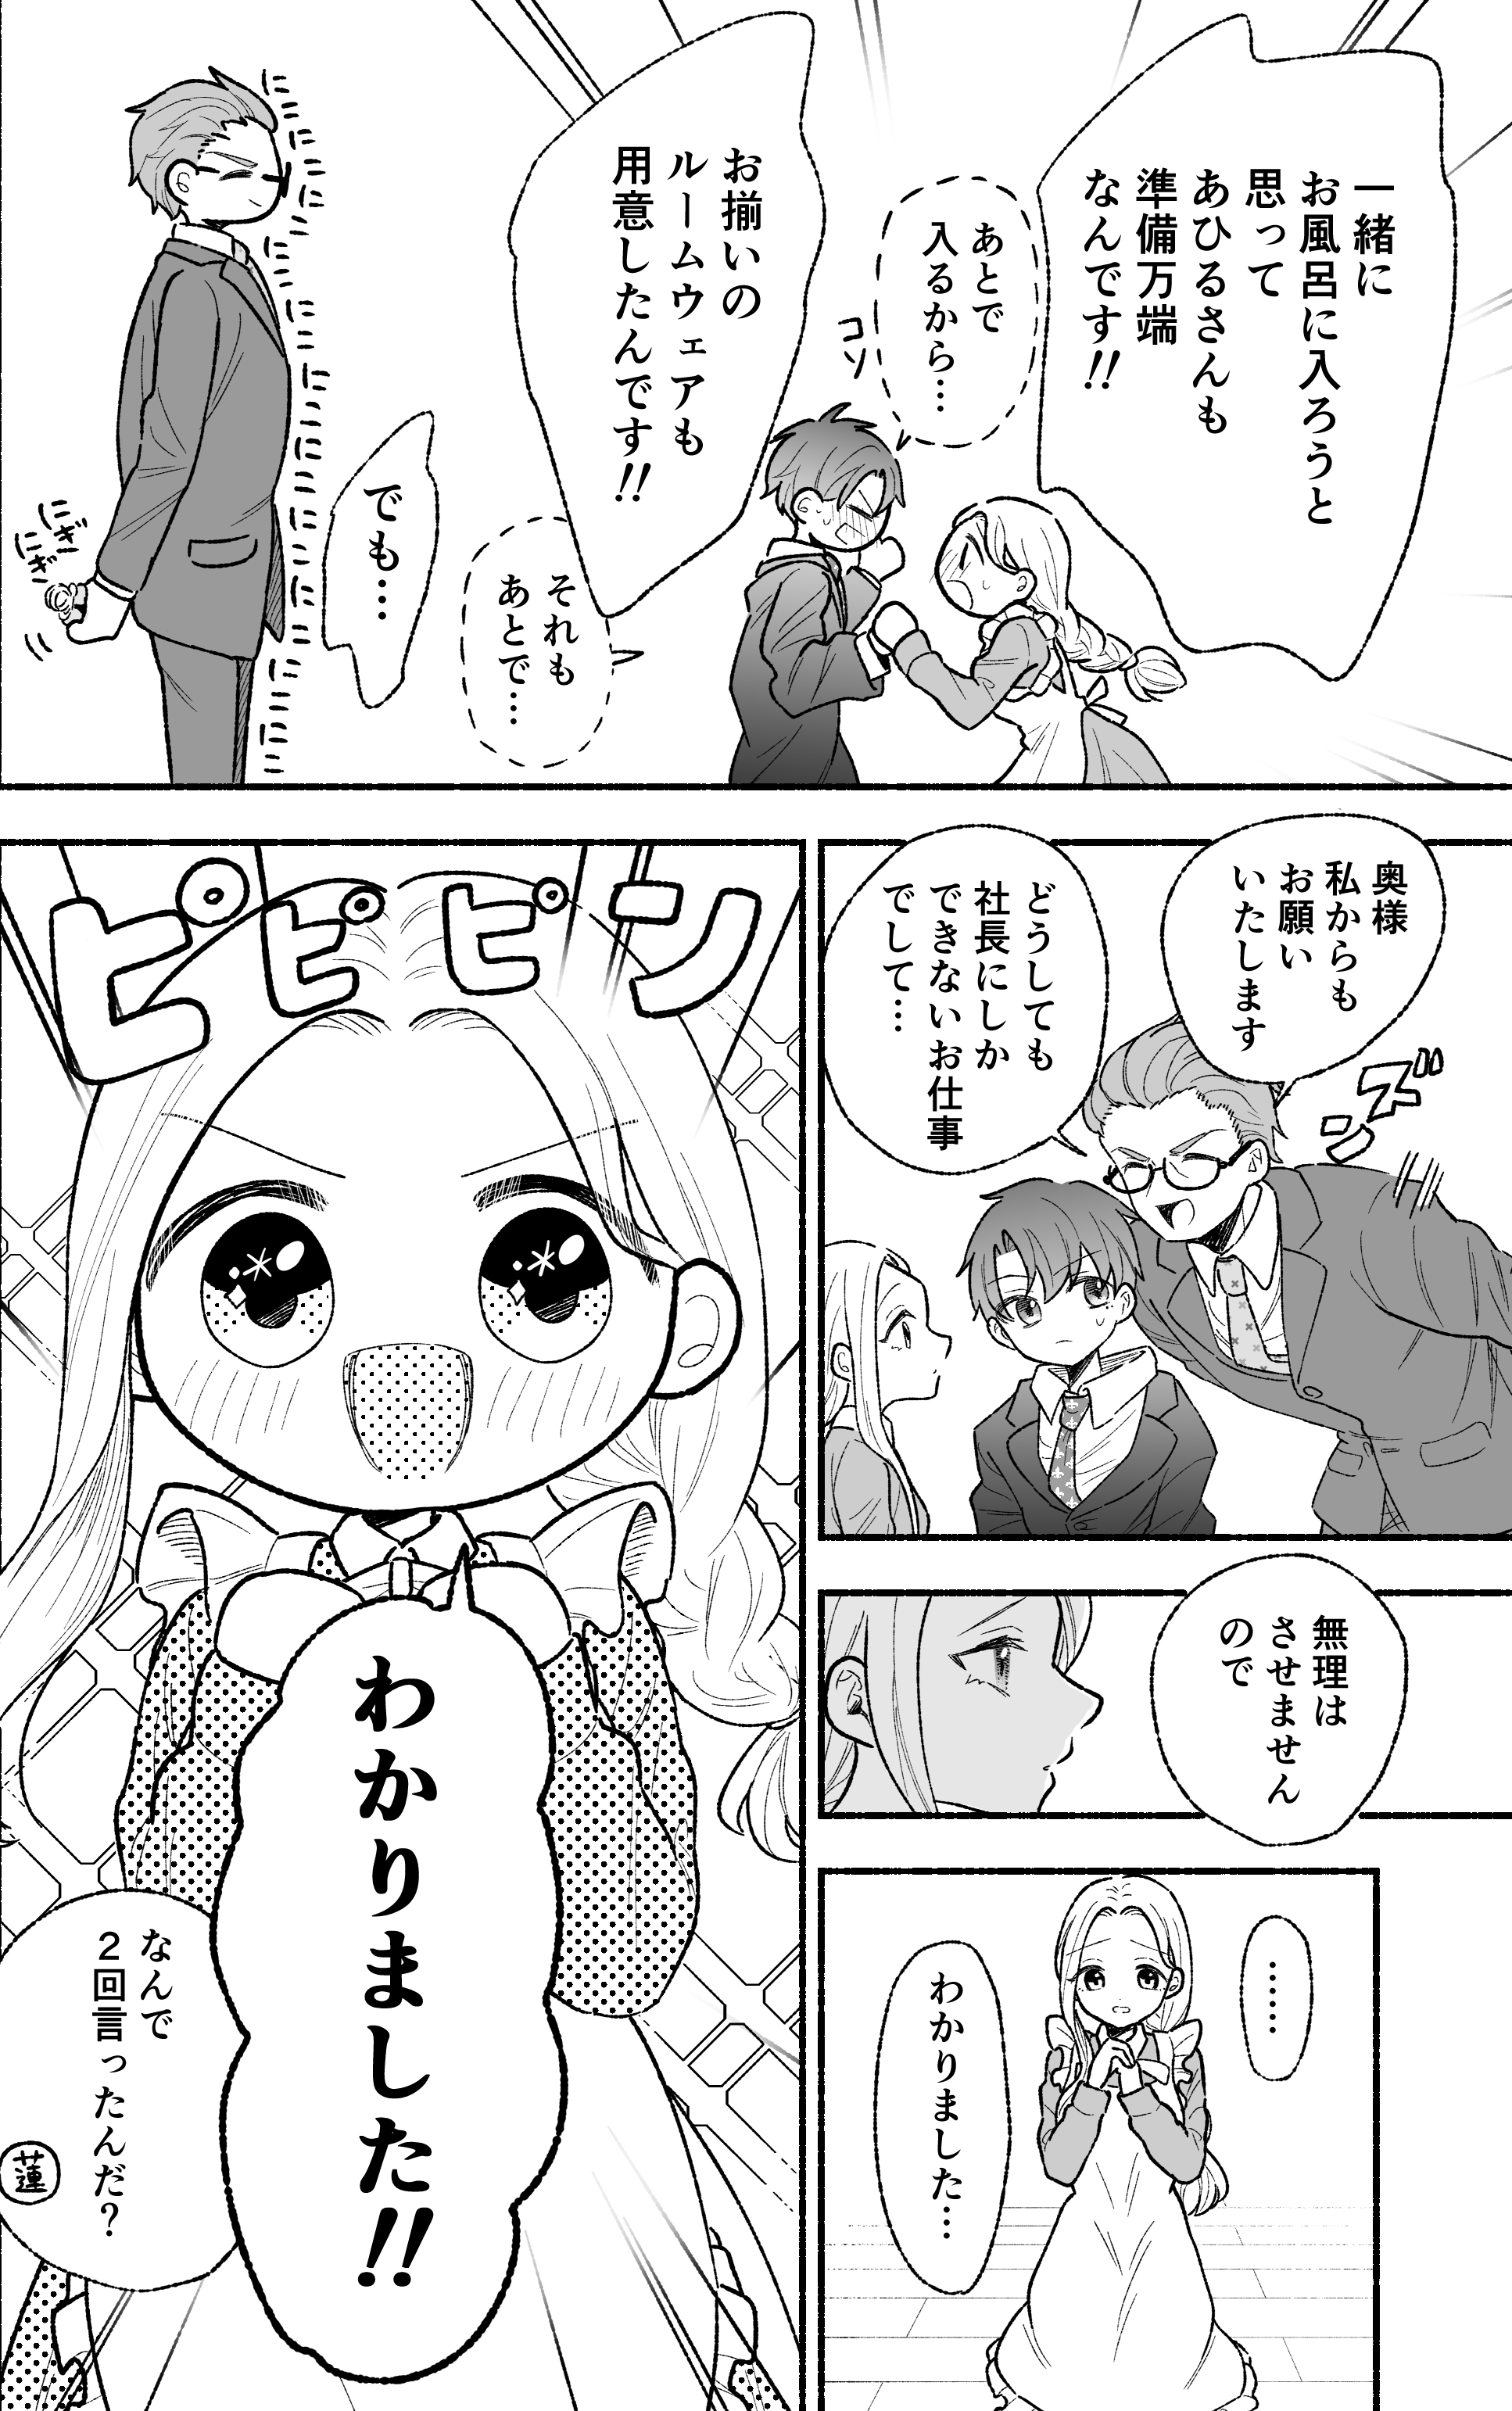 一緒に
お風呂に入ろうと
思って
あひるさんも
準備万端
なんです!!
あとで
入るから…
コソ
お揃いの
ルームウェアも
用意したんです!!
それも
あとで…
でも…
にこにこにこにこにこにこにこにこにこ
にぎ
にぎ
奥様
私からも
お願い
いたします
ズン
どうしても
社長にしか
できないお仕事
でして…
無理は
させません
ので
……
わかりました…
ピピピン
わかりました!!
なんで
2回言ったんだ?
蓮